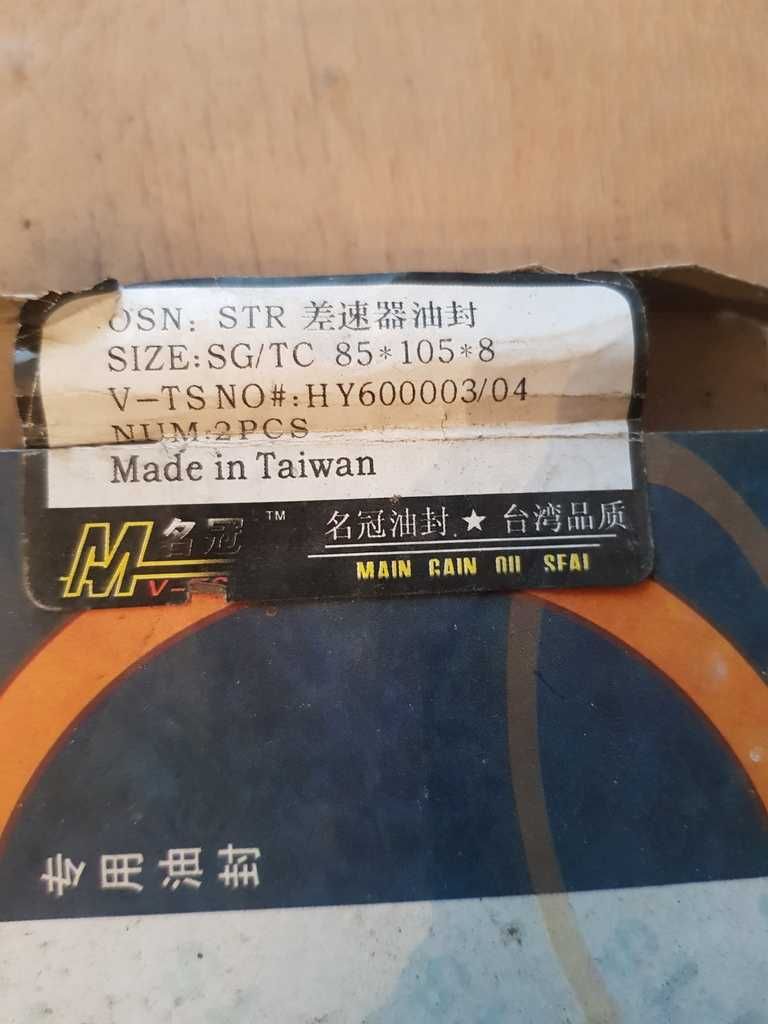 OSN: STR 差速器油封
SIZE:SG/TC 85*105*8
V-TS NO#:HY600003/04
NUM:2PCS
Made in Taiwan
M 名冠 ™
名冠油封 ★ 台湾品质
MAIN GAIN OIL SEAL
专用油封